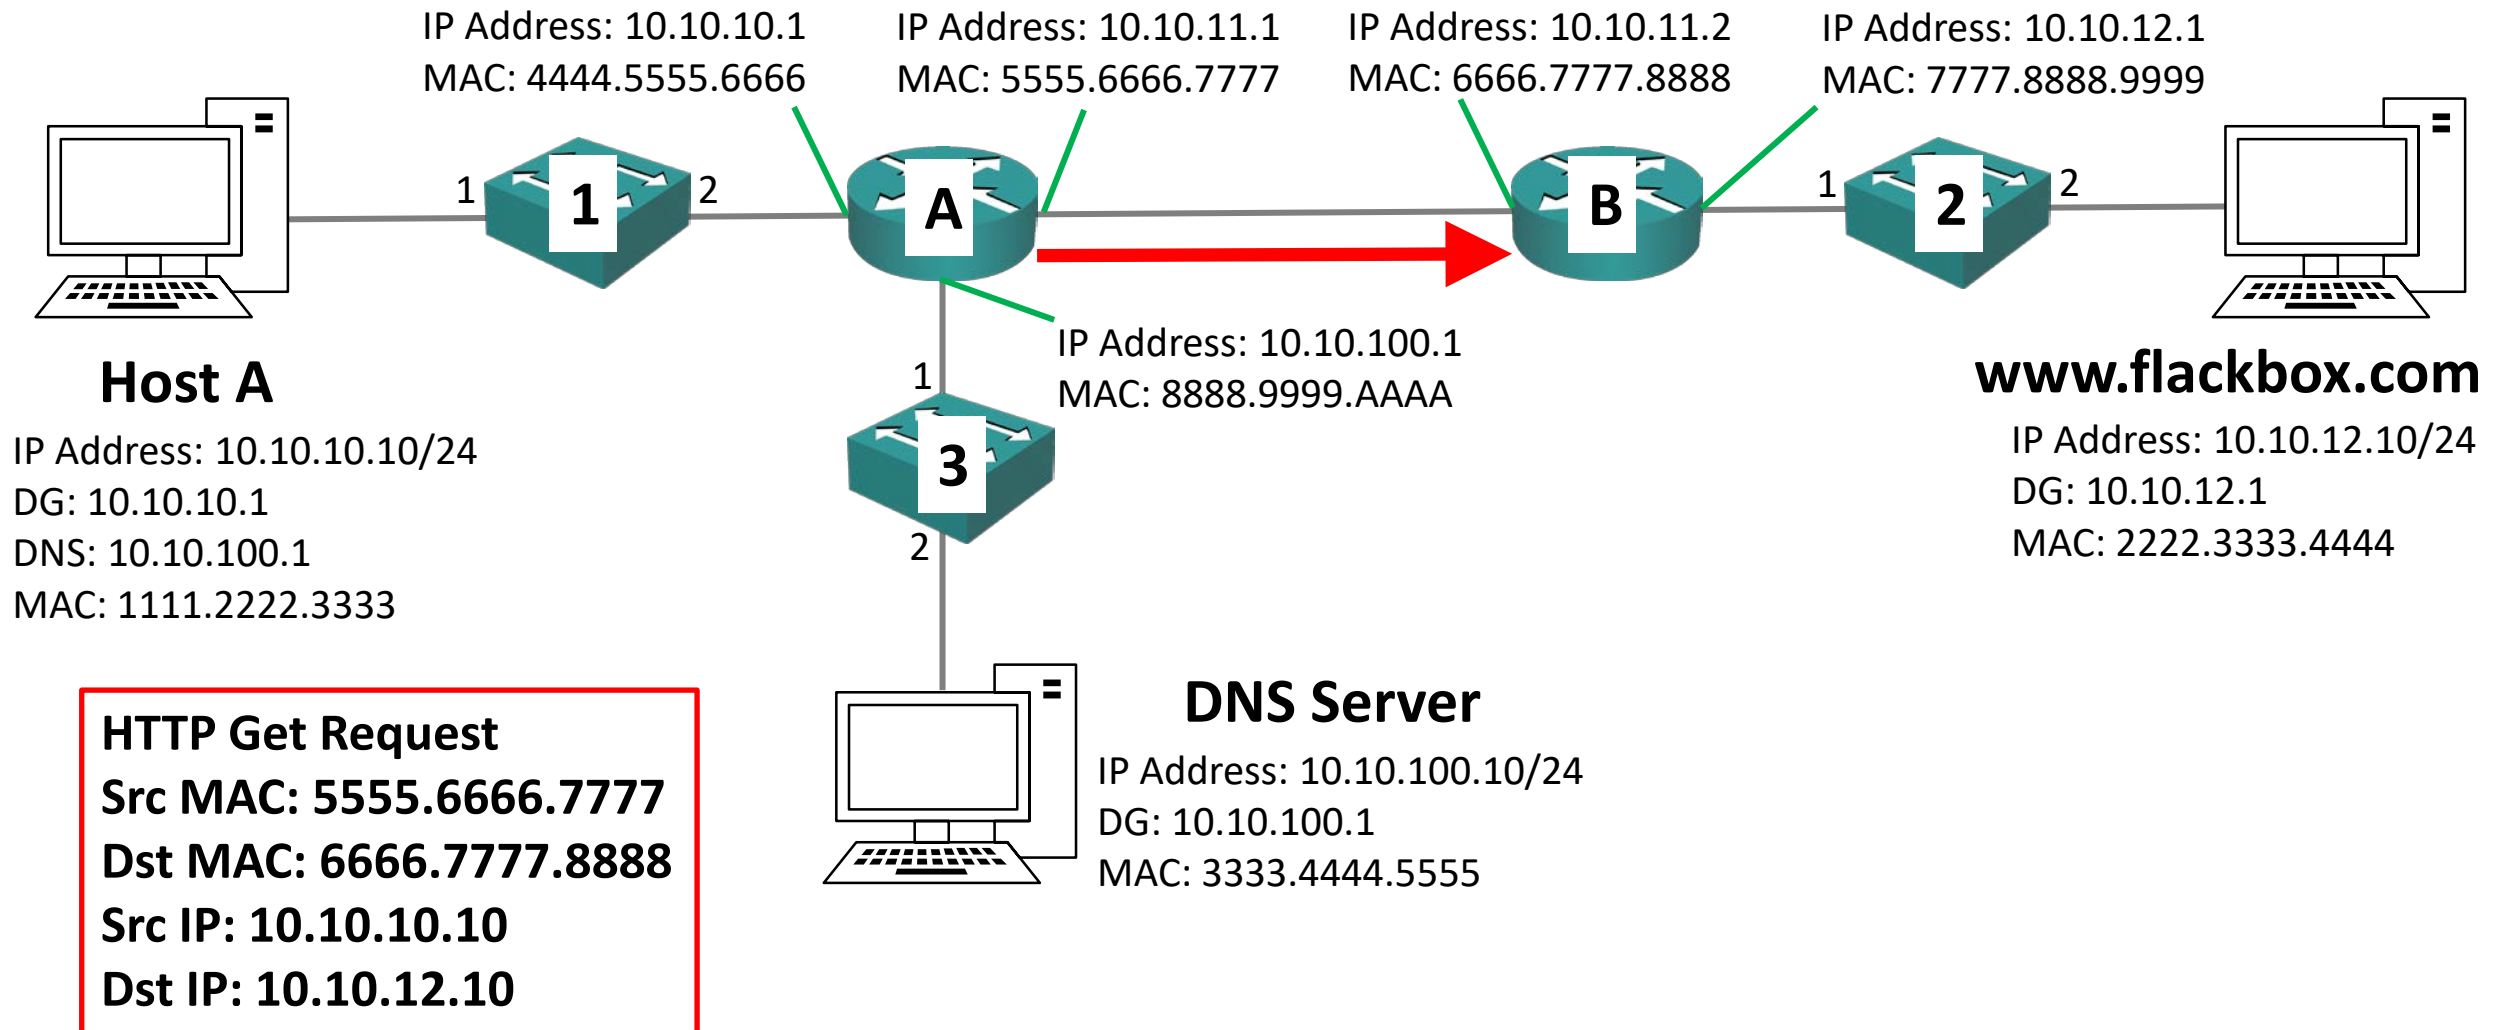 IP Address: 10.10.10.1
MAC: 4444.5555.6666
IP Address: 10.10.11.1
MAC: 5555.6666.7777
IP Address: 10.10.11.2
MAC: 6666.7777.8888
IP Address: 10.10.12.1
MAC: 7777.8888.9999
1
1
2
A
B
1
2
2
Host A
IP Address: 10.10.10.10/24
DG: 10.10.10.1
DNS: 10.10.100.1
MAC: 1111.2222.3333
IP Address: 10.10.100.1
MAC: 8888.9999.AAAA
1
3
2
www.flackbox.com
IP Address: 10.10.12.10/24
DG: 10.10.12.1
MAC: 2222.3333.4444
HTTP Get Request
Src MAC: 5555.6666.7777
Dst MAC: 6666.7777.8888
Src IP: 10.10.10.10
Dst IP: 10.10.12.10
DNS Server
IP Address: 10.10.100.10/24
DG: 10.10.100.1
MAC: 3333.4444.5555